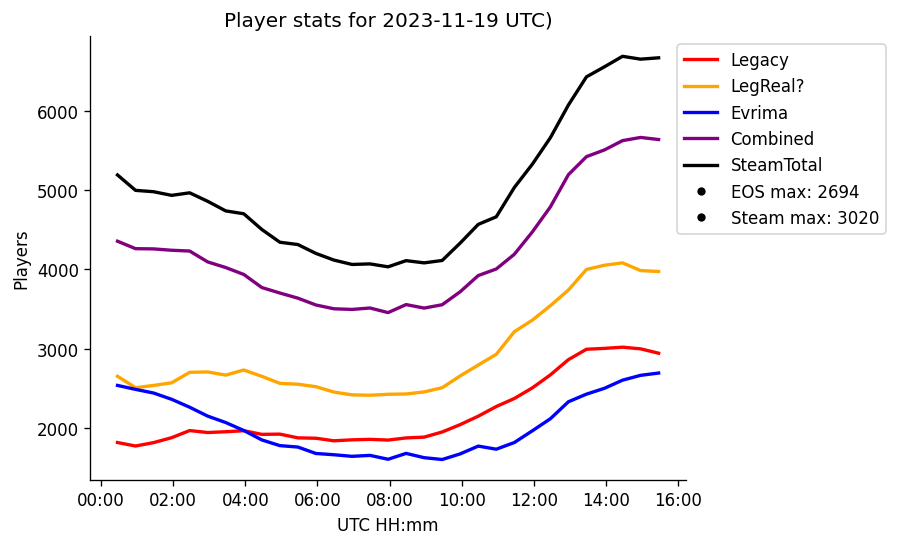 Player stats for 2023-11-19 UTC)
Players
6000
5000
4000
3000
2000
00:00 02:00 04:00 06:00 08:00 10:00 12:00 14:00 16:00
UTC HH:mm
Legacy
LegReal?
Evrima
Combined
SteamTotal
EOS max: 2694
Steam max: 3020